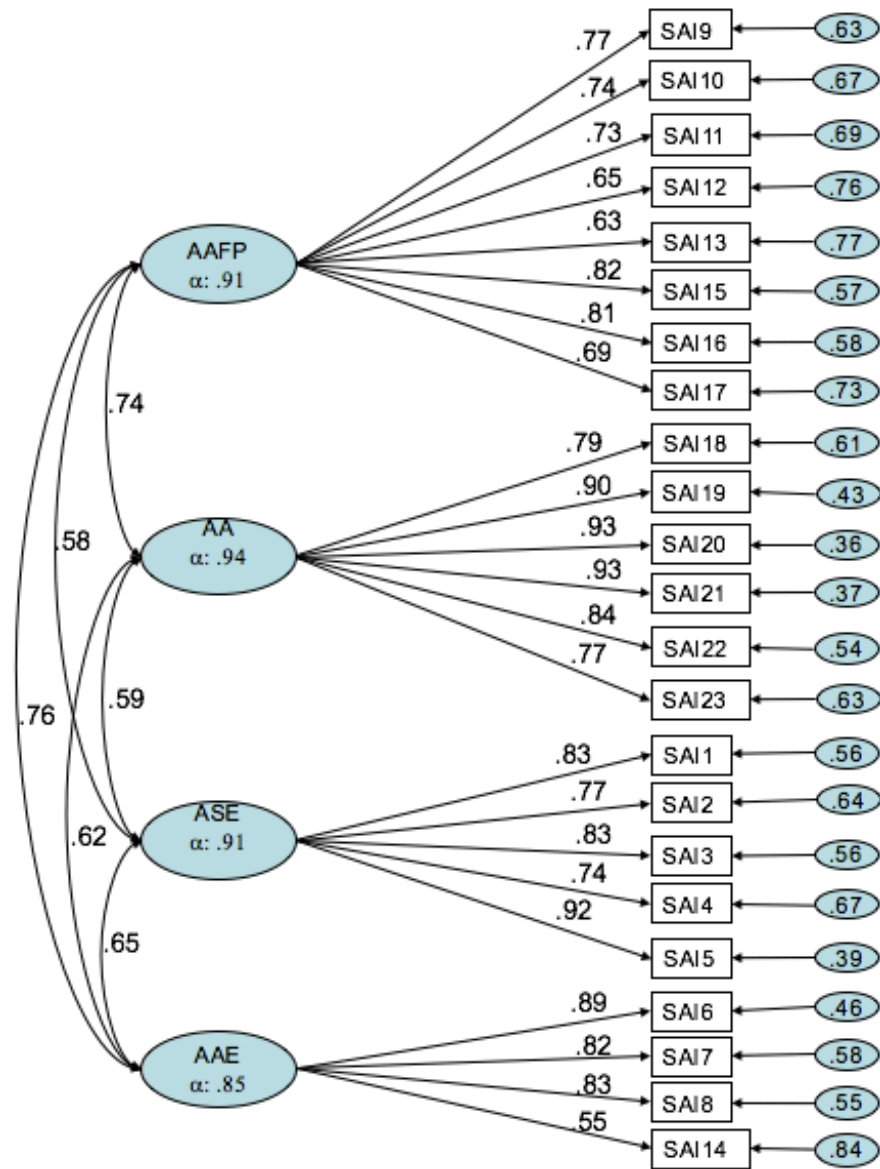 .77
SAI9
.63
.74
SAI10
.67
.73
SAI11
.69
.65
SAI12
.76
.63
SAI13
.77
.82
SAI15
.57
.81
SAI16
.58
.69
SAI17
.73
AAFP
α: .91
.74
.79
SAI18
.61
.90
SAI19
.43
.93
SAI20
.36
.93
SAI21
.37
.84
SAI22
.54
.77
SAI23
.63
AA
α: .94
.58
.59
.76
.83
SAI1
.56
.77
SAI2
.64
.83
SAI3
.56
.74
SAI4
.67
.92
SAI5
.39
ASE
α: .91
.62
.65
.89
SAI6
.46
.82
SAI7
.58
.83
SAI8
.55
.55
SAI14
.84
AAE
α: .85